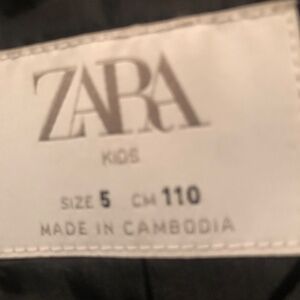 ZARA
KIDS
SIZE 5 CM 110
MADE IN CAMBODIA